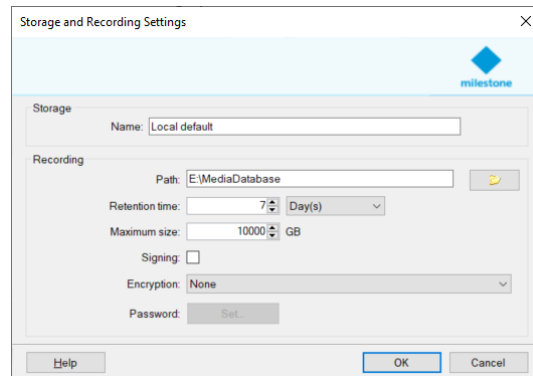 Storage and Recording Settings
milestone
Storage
Name: Local default
Recording
Path: E:\MediaDatabase
Retention time: 7 Day(s)
Maximum size: 10000 GB
Signing:
Encryption: None
Password: Set...
Help OK Cancel